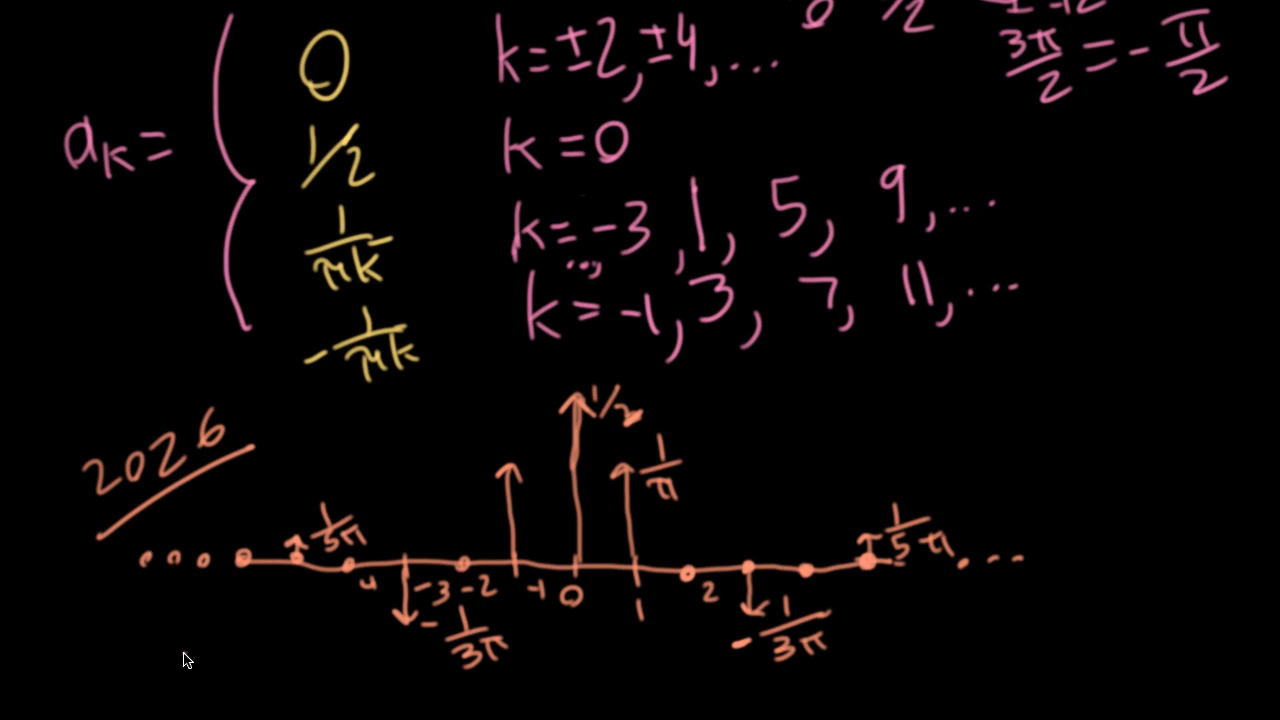 0 k=±2,±4,...
3π/2 = -π/2
a_k = 1/2 k=0
1/πk k=...,-3,1,5,9,...
-1/πk k=-1,3,7,11,...
2026
1/2
1/π
1/5π 1/5π
4 -3 -2 -1 0 1 2
-1/3π -1/3π